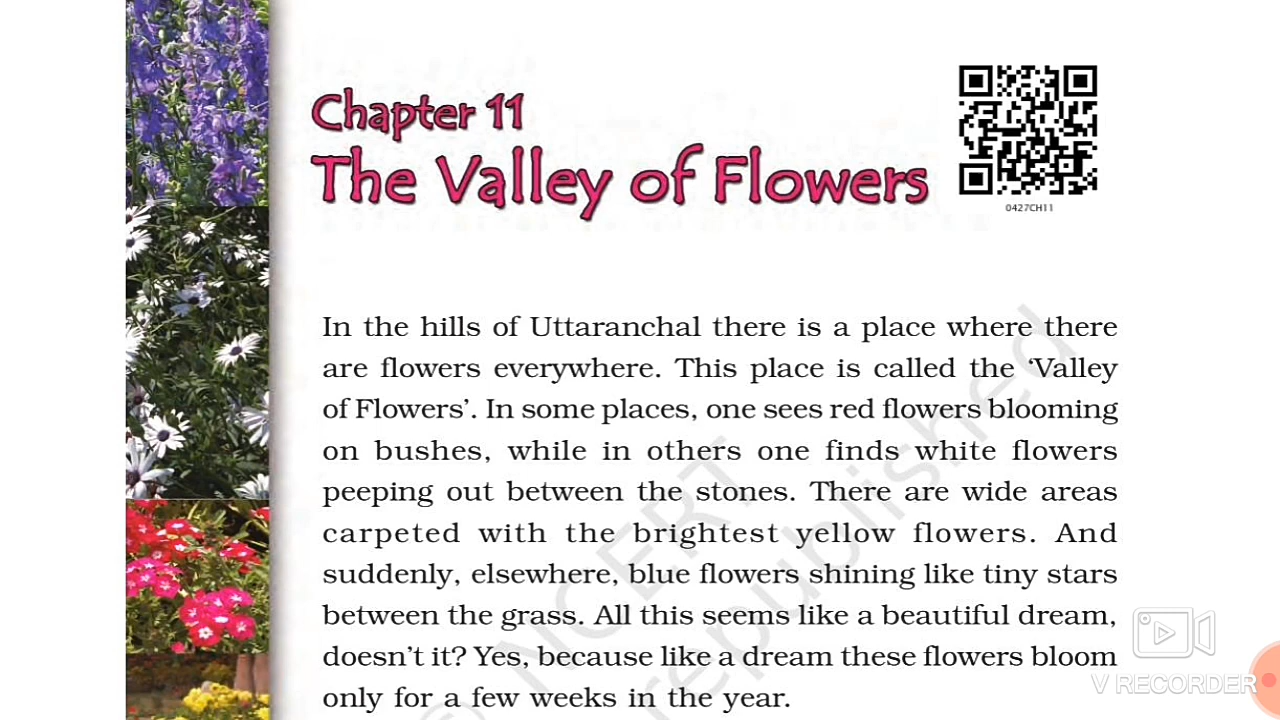 Chapter 11
The Valley of Flowers
0427CH11
In the hills of Uttaranchal there is a place where there
are flowers everywhere. This place is called the ‘Valley
of Flowers’. In some places, one sees red flowers blooming
on bushes, while in others one finds white flowers
peeping out between the stones. There are wide areas
carpeted with the brightest yellow flowers. And
suddenly, elsewhere, blue flowers shining like tiny stars
between the grass. All this seems like a beautiful dream,
doesn’t it? Yes, because like a dream these flowers bloom
only for a few weeks in the year.
© NCERT
republished
V RECORDER